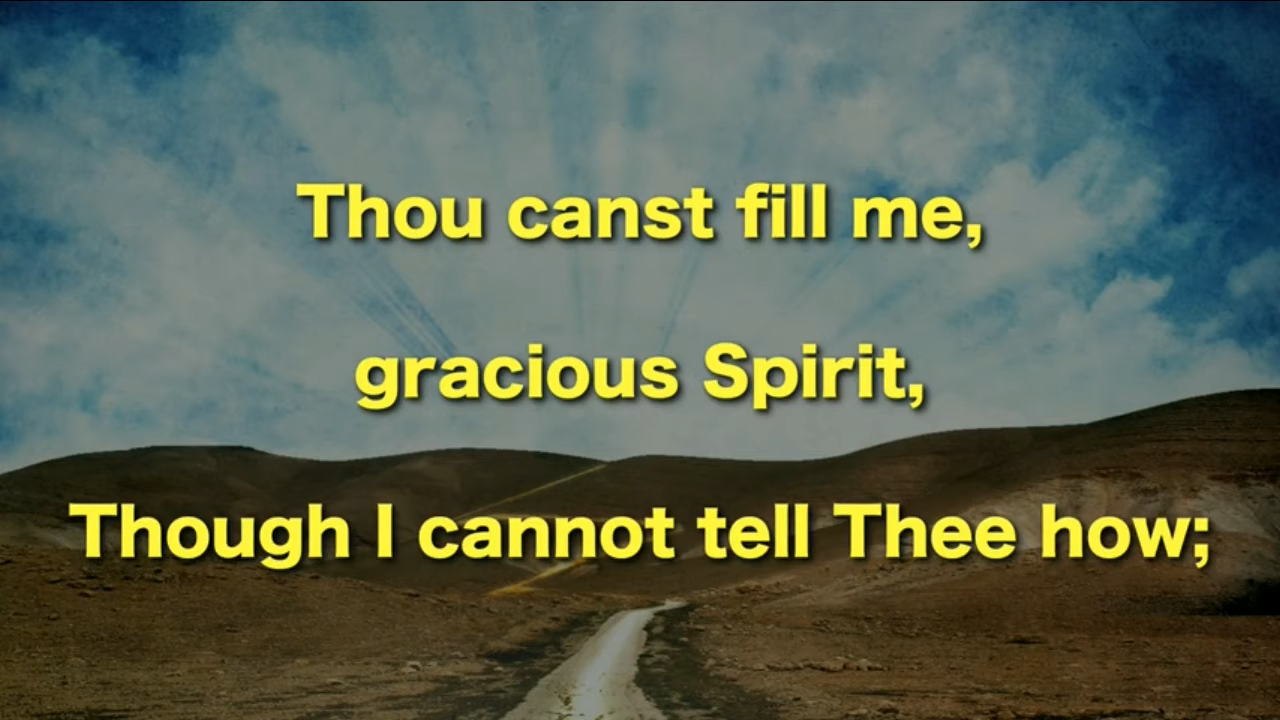 Thou canst fill me,
gracious Spirit,
Though I cannot tell Thee how;